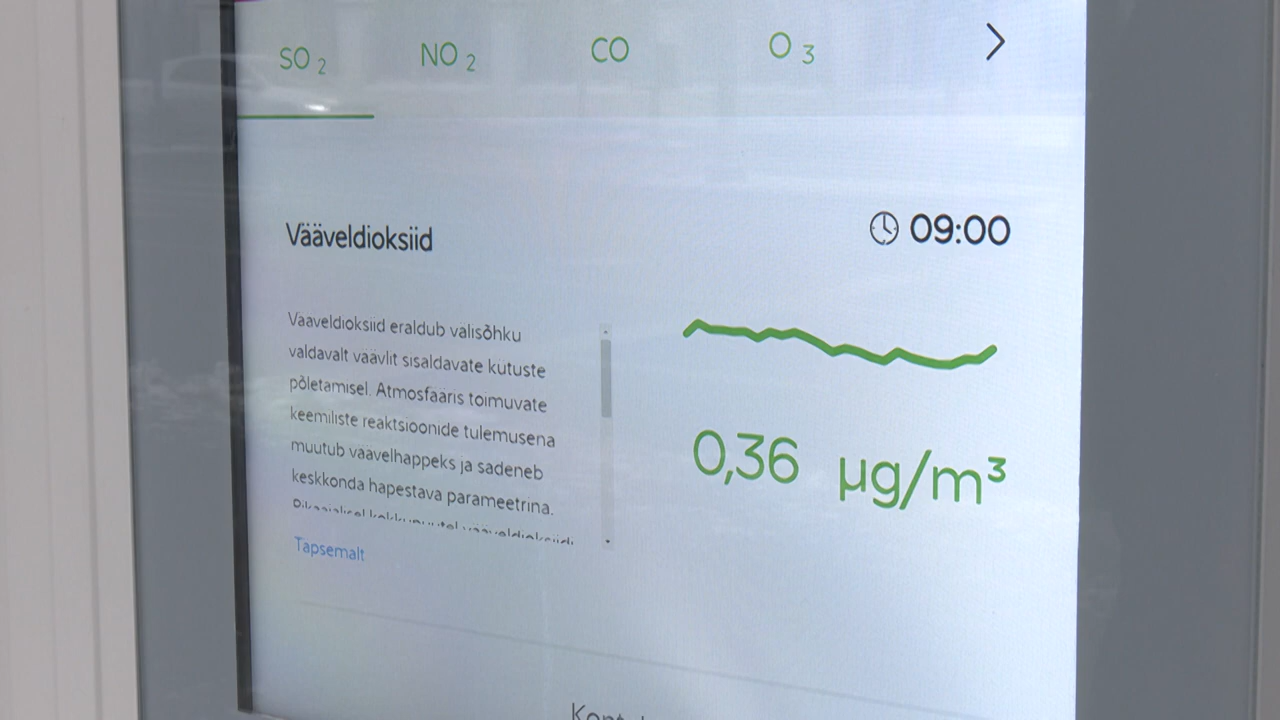 SO₂ NO₂ CO O₃
Vääveldioksiid
09:00
Vääveldioksiid eraldub välisõhku
valdavalt väävlit sisaldavate kütuste
põletamisel. Atmosfääris toimuvate
keemiliste reaktsioonide tulemusena
muutub väävelhappeks ja sadeneb
keskkonda hapestava parameetrina.
0,36 µg/m³
Täpsemalt